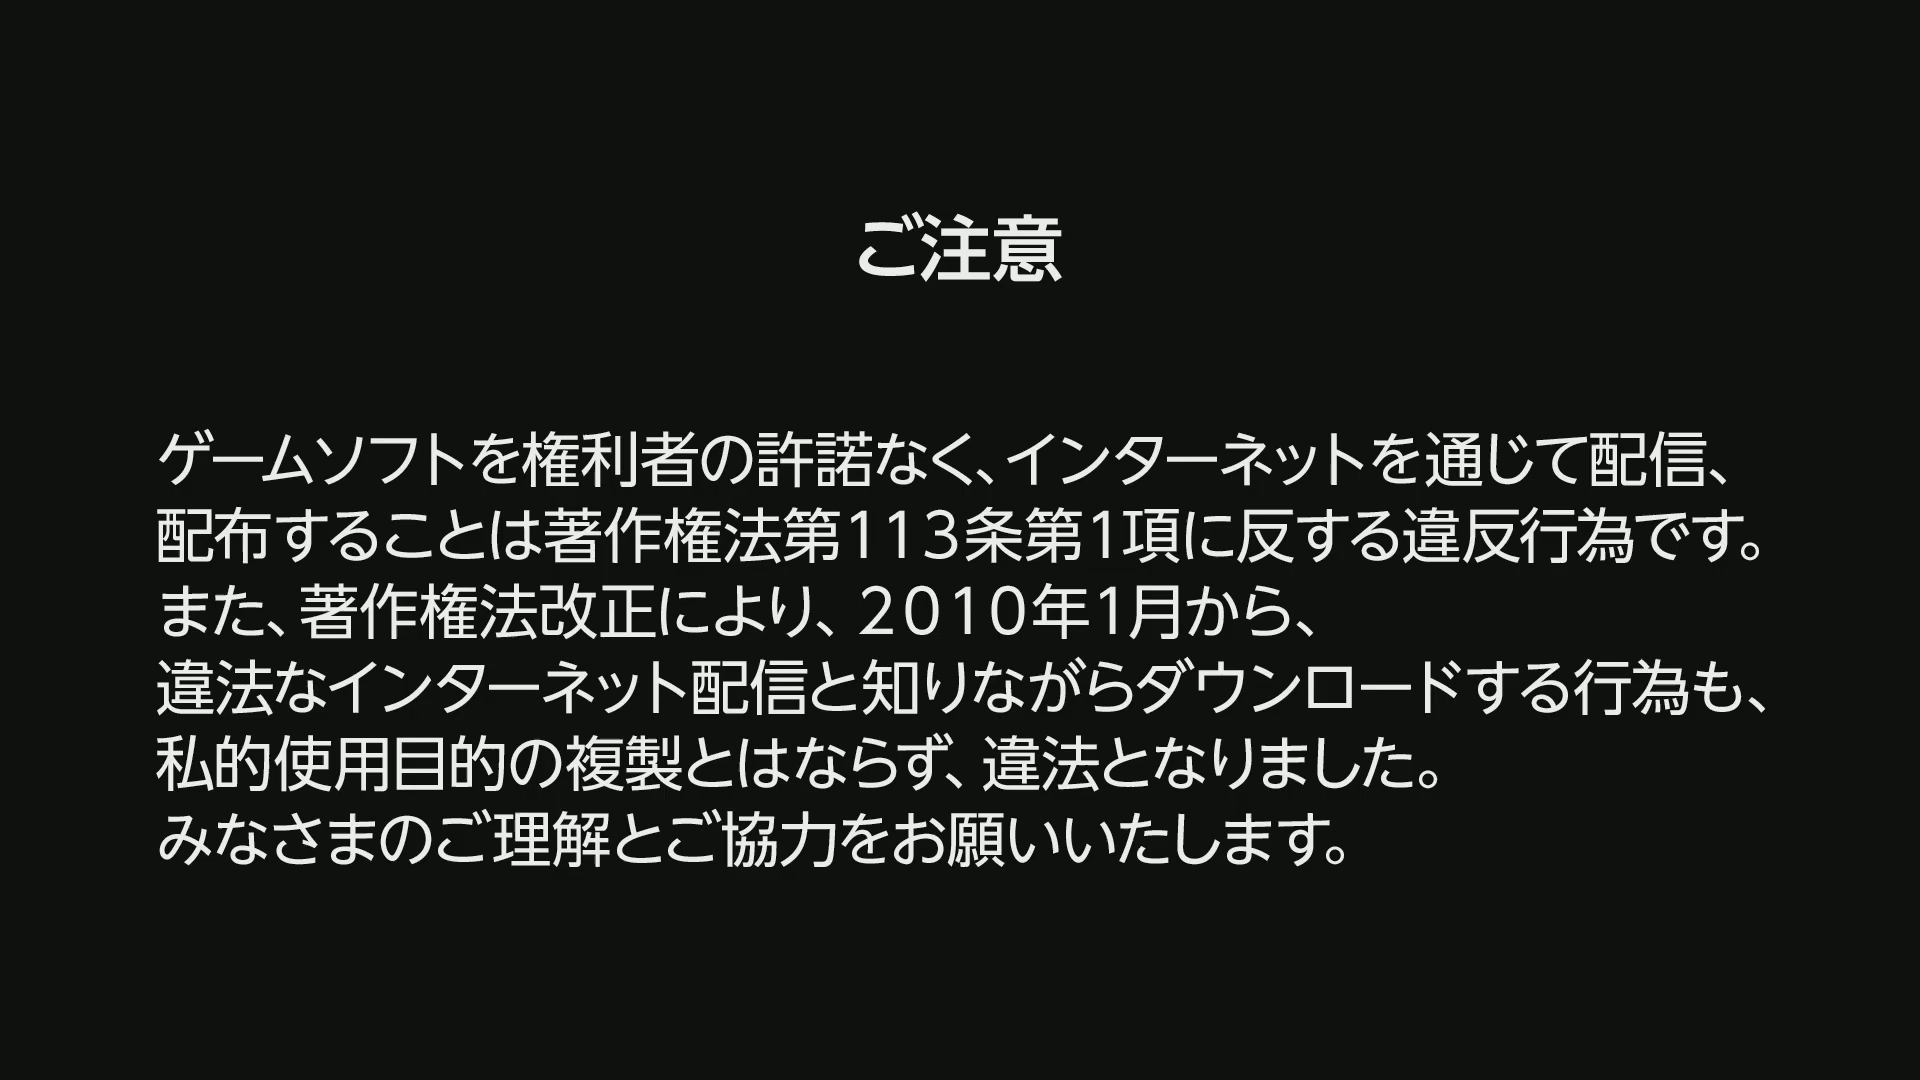 ご注意
ゲームソフトを権利者の許諾なく、インターネットを通じて配信、
配布することは著作権法第113条第1項に反する違反行為です。
また、著作権法改正により、2010年1月から、
違法なインターネット配信と知りながらダウンロードする行為も、
私的使用目的の複製とはならず、違法となりました。
みなさまのご理解とご協力をお願いいたします。